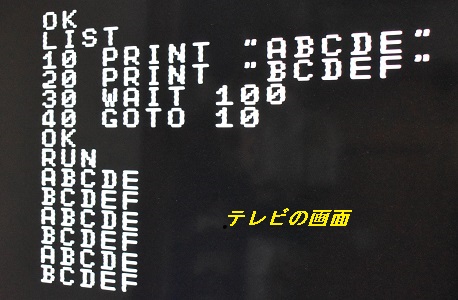 OK
LIST
10 PRINT "ABCDE"
20 PRINT "BCDEF"
30 WAIT 100
40 GOTO 10
OK
RUN
ABCDE
BCDEF
ABCDE
BCDEF
ABCDE
BCDEF
テレビの画面